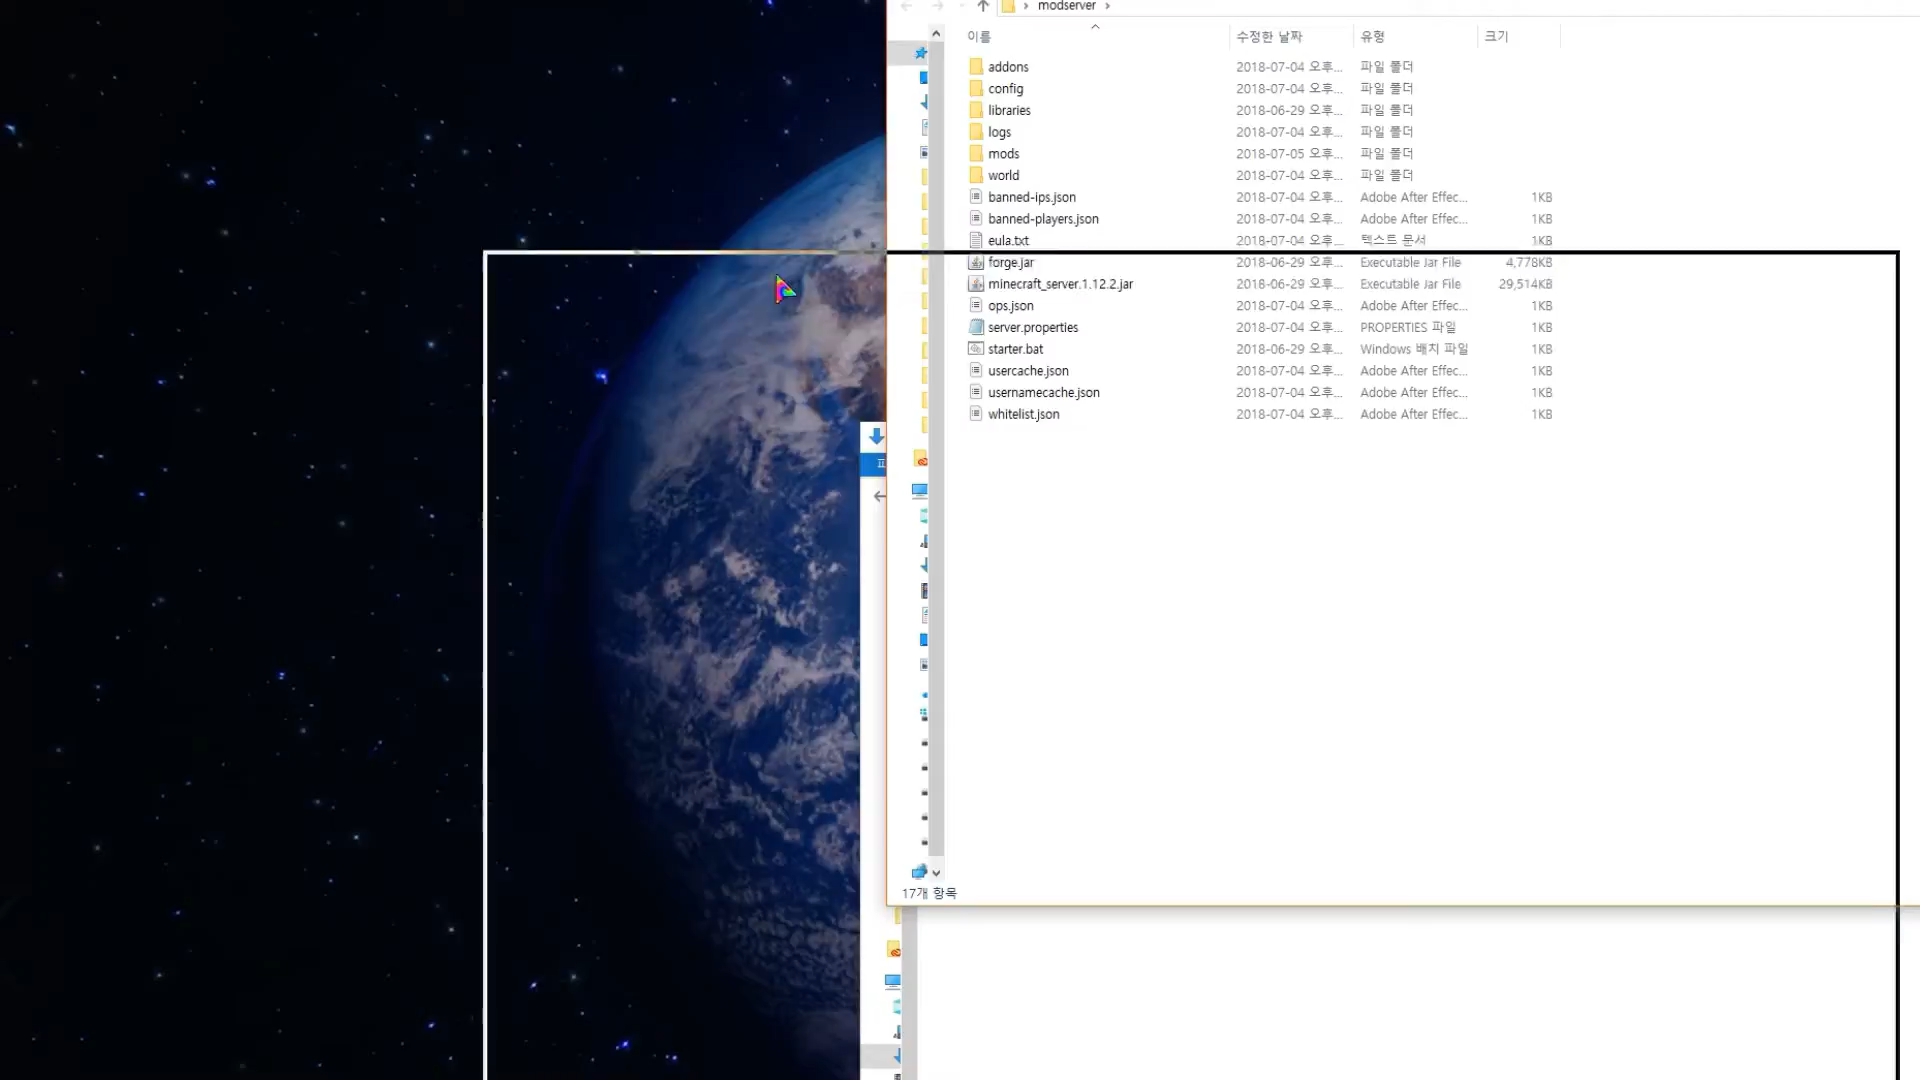 modserver
이름 수정한 날짜 유형 크기
addons 2018-07-04 오후... 파일 폴더
config 2018-07-04 오후... 파일 폴더
libraries 2018-06-29 오후... 파일 폴더
logs 2018-07-04 오후... 파일 폴더
mods 2018-07-05 오후... 파일 폴더
world 2018-07-04 오후... 파일 폴더
banned-ips.json 2018-07-04 오후... Adobe After Effec... 1KB
banned-players.json 2018-07-04 오후... Adobe After Effec... 1KB
eula.txt 2018-07-04 오후... 텍스트 문서 1KB
forge.jar 2018-06-29 오후... Executable Jar File 4,778KB
minecraft_server.1.12.2.jar 2018-06-29 오후... Executable Jar File 29,514KB
ops.json 2018-07-04 오후... Adobe After Effec... 1KB
server.properties 2018-07-04 오후... PROPERTIES 파일 1KB
starter.bat 2018-06-29 오후... Windows 배치 파일 1KB
usercache.json 2018-07-04 오후... Adobe After Effec... 1KB
usernamecache.json 2018-07-04 오후... Adobe After Effec... 1KB
whitelist.json 2018-07-04 오후... Adobe After Effec... 1KB
17개 항목